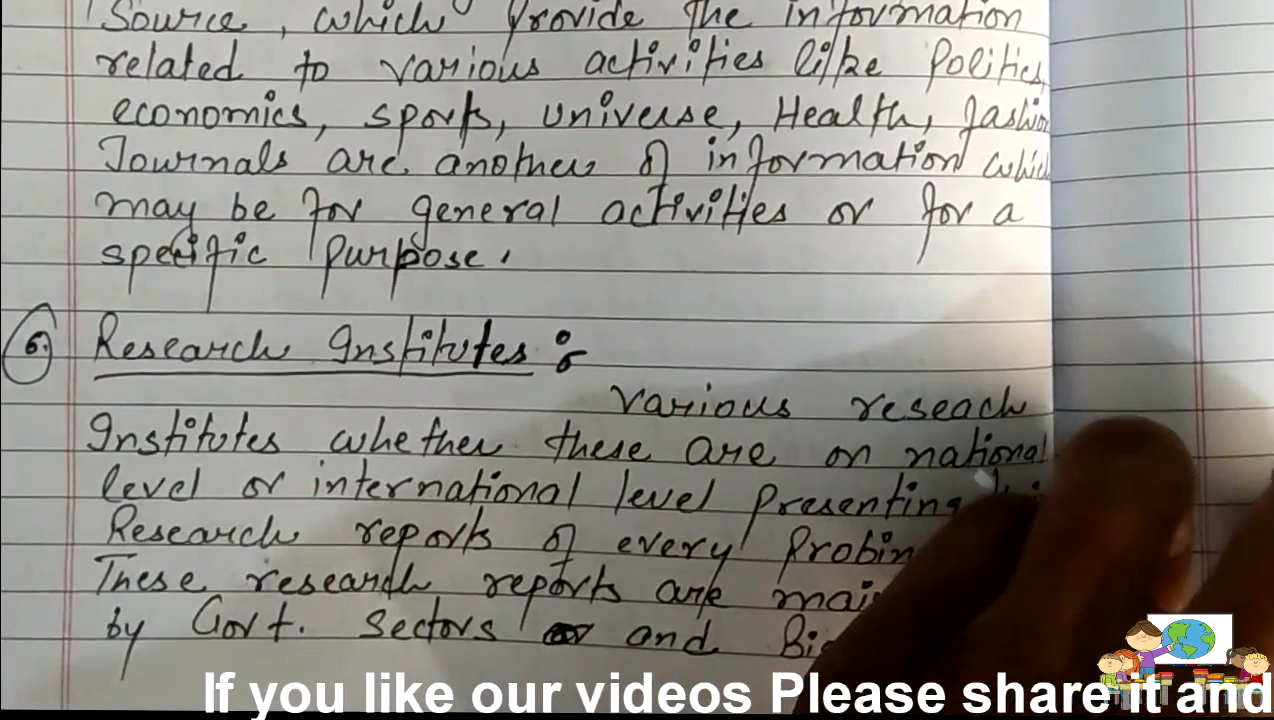 Source, which provide the information
related to various activities like Politics,
economics, sports, universe, Health, fashion
Journals are another of information which
may be for general activities or for a
specific purpose.
6. Research Institutes :-
Various reseach
Institutes whether these are on national
level or international level presenting
Research reports of every
These research reports are
by Govt. Sectors and
If you like our videos Please share it and